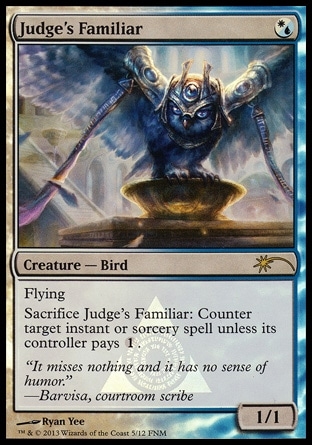 Judge's Familiar
Creature — Bird
Flying
Sacrifice Judge's Familiar: Counter
target instant or sorcery spell unless its
controller pays 1.
“It misses nothing and it has no sense of
humor.”
—Barvisa, courtroom scribe
Ryan Yee
1/1
™ & © 2013 Wizards of the Coast 5/12 FNM